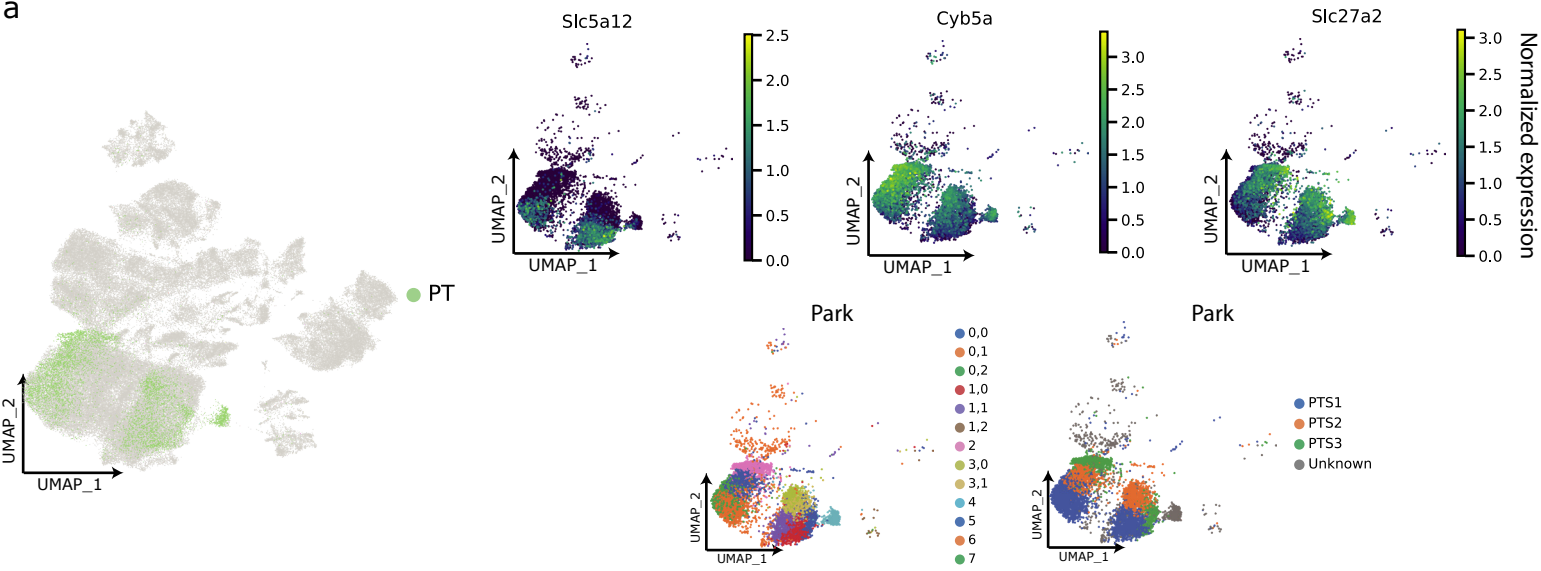 a
PT
UMAP_2
UMAP_1
Slc5a12
2.5
2.0
1.5
1.0
0.5
0.0
UMAP_2
UMAP_1
Cyb5a
3.0
2.5
2.0
1.5
1.0
0.5
0.0
UMAP_2
UMAP_1
Slc27a2
3.0
2.5
2.0
1.5
1.0
0.5
0.0
Normalized expression
UMAP_2
UMAP_1
Park
0,0
0,1
0,2
1,0
1,1
1,2
2
3,0
3,1
4
5
6
7
UMAP_2
UMAP_1
Park
PTS1
PTS2
PTS3
Unknown
UMAP_2
UMAP_1